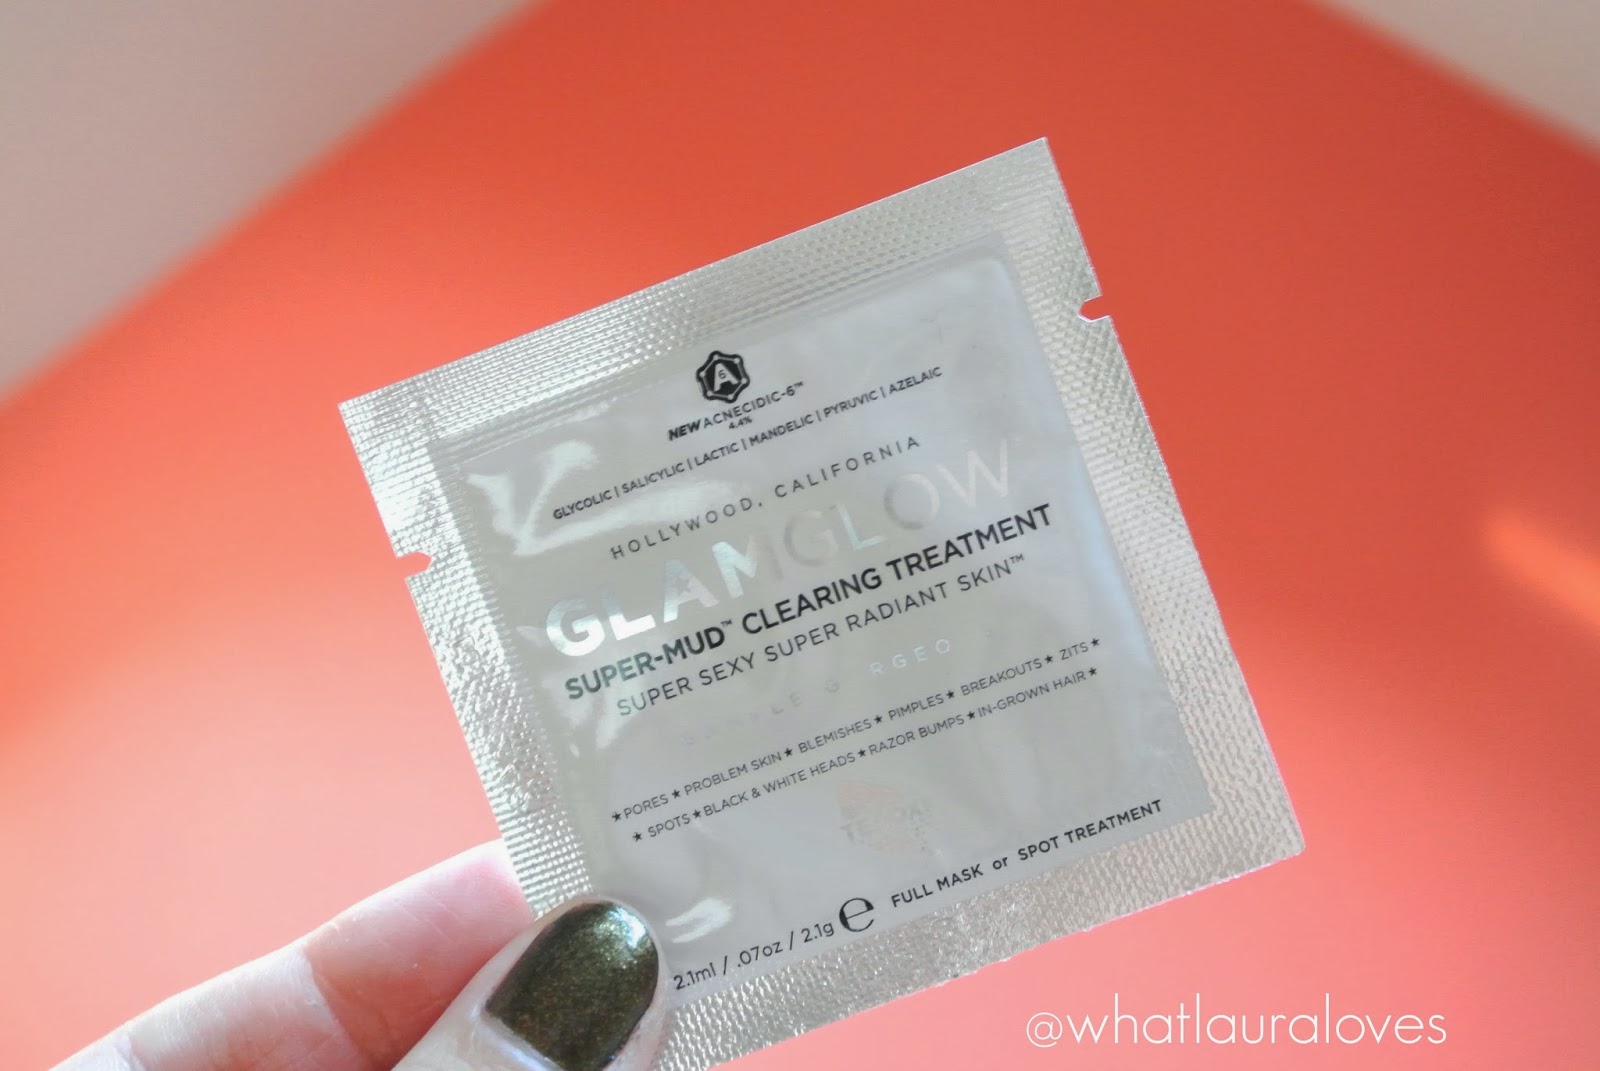 6
A
NEW ACNECIDIC-6™
4.4%
GLYCOLIC | SALICYLIC | LACTIC | MANDELIC | PYRUVIC | AZELAIC
HOLLYWOOD, CALIFORNIA
GLAMGLOW
SUPER-MUD™ CLEARING TREATMENT
SUPER SEXY SUPER RADIANT SKIN™
★ PORES ★ PROBLEM SKIN ★ BLEMISHES ★ PIMPLES ★ BREAKOUTS ★ ZITS ★
★ SPOTS ★ BLACK & WHITE HEADS ★ RAZOR BUMPS ★ IN-GROWN HAIR ★
2.1ml / .07oz / 2.1g ℮ FULL MASK or SPOT TREATMENT
@whatlauraloves